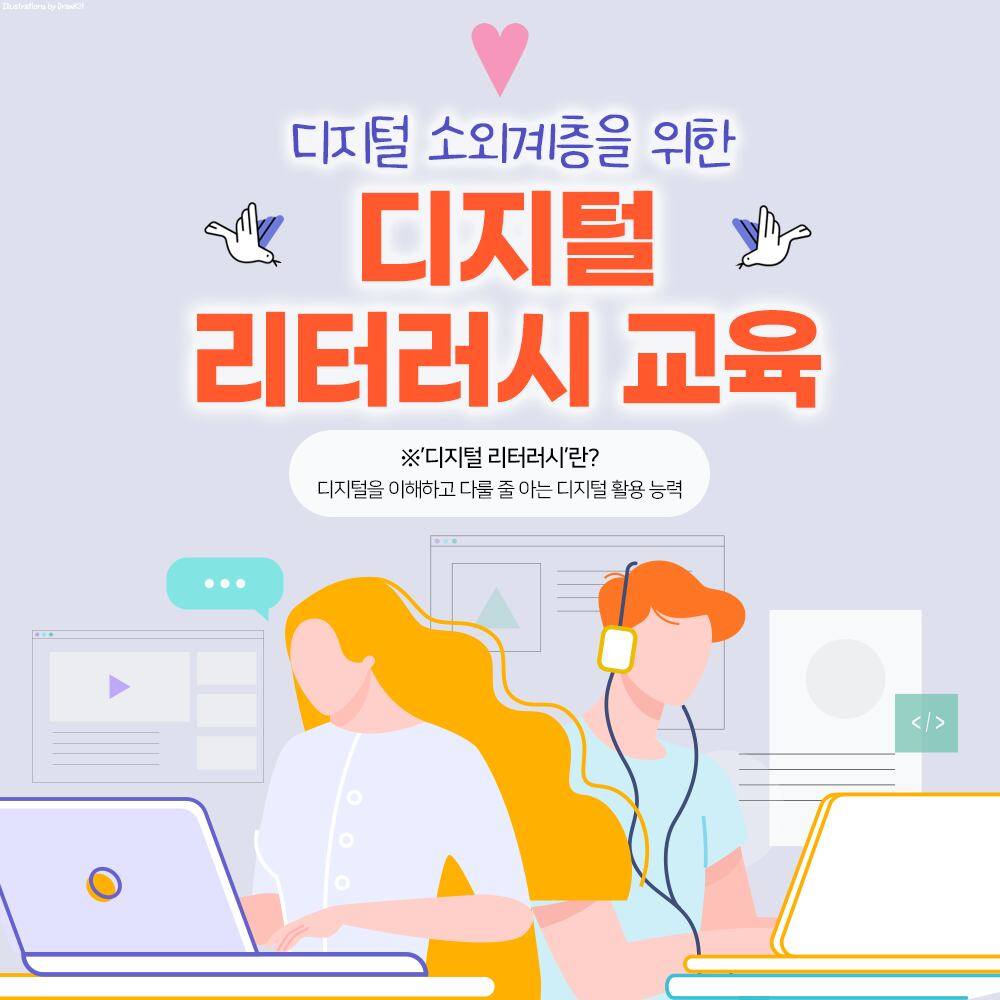 Illustrations by DrawKit
디지털 소외계층을 위한
디지털
리터러시 교육
※'디지털 리터러시'란?
디지털을 이해하고 다룰 줄 아는 디지털 활용 능력
</>